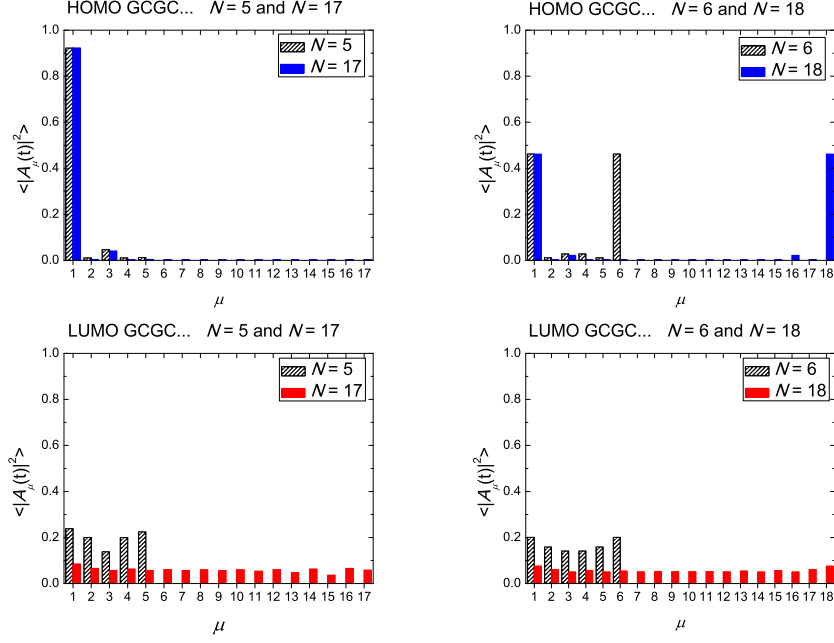 HOMO GCGC... N = 5 and N = 17
<|Aμ(t)|²>
1.0
0.8
0.6
0.4
0.2
0.0
N = 5
N = 17
1 2 3 4 5 6 7 8 9 10 11 12 13 14 15 16 17
μ
HOMO GCGC... N = 6 and N = 18
<|Aμ(t)|²>
1.0
0.8
0.6
0.4
0.2
0.0
N = 6
N = 18
1 2 3 4 5 6 7 8 9 10 11 12 13 14 15 16 17 18
μ
LUMO GCGC... N = 5 and N = 17
<|Aμ(t)|²>
1.0
0.8
0.6
0.4
0.2
0.0
N = 5
N = 17
1 2 3 4 5 6 7 8 9 10 11 12 13 14 15 16 17
μ
LUMO GCGC... N = 6 and N = 18
<|Aμ(t)|²>
1.0
0.8
0.6
0.4
0.2
0.0
N = 6
N = 18
1 2 3 4 5 6 7 8 9 10 11 12 13 14 15 16 17 18
μ